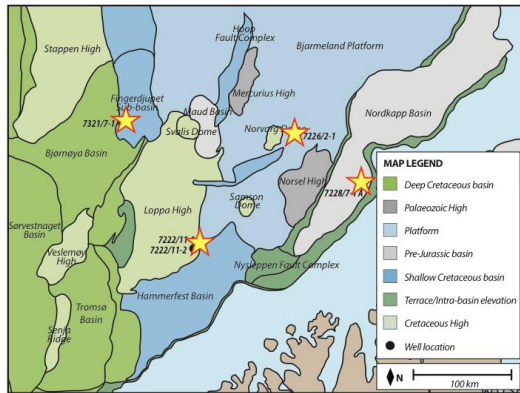 Stappen High
Hoop
Fault Complex
Bjarmeland Platform
Mercurius High
Fingerdjupet
Sub-basin
Maud Basin
Nordkapp Basin
7321/7-1
Svalis Dome
Norvarg
7226/2-1
Bjørnøya Basin
Norsel High
7228/7-1 A
Loppa High
Samson
Dome
Sørvestnaget
Basin
7222/11-
7222/11-2
Veslemøy
High
Nysleppen Fault Complex
Hammerfest Basin
Tromsø
Basin
Senja
Ridge
MAP LEGEND
Deep Cretaceous basin
Palaeozoic High
Platform
Pre-Jurassic basin
Shallow Cretaceous basin
Terrace/Intra-basin elevation
Cretaceous High
Well location
N
100 km